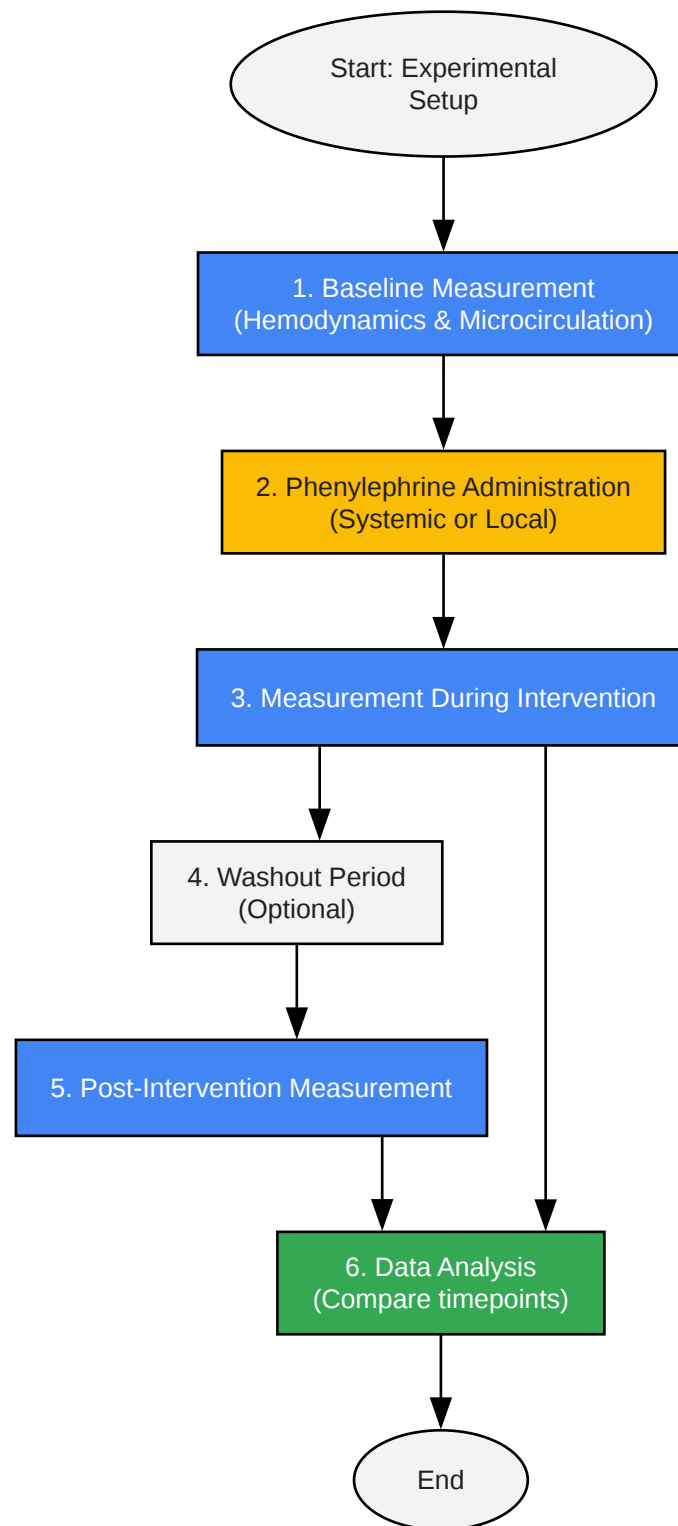 Start: Experimental
Setup
1. Baseline Measurement
(Hemodynamics & Microcirculation)
2. Phenylephrine Administration
(Systemic or Local)
3. Measurement During Intervention
4. Washout Period
(Optional)
5. Post-Intervention Measurement
6. Data Analysis
(Compare timepoints)
End